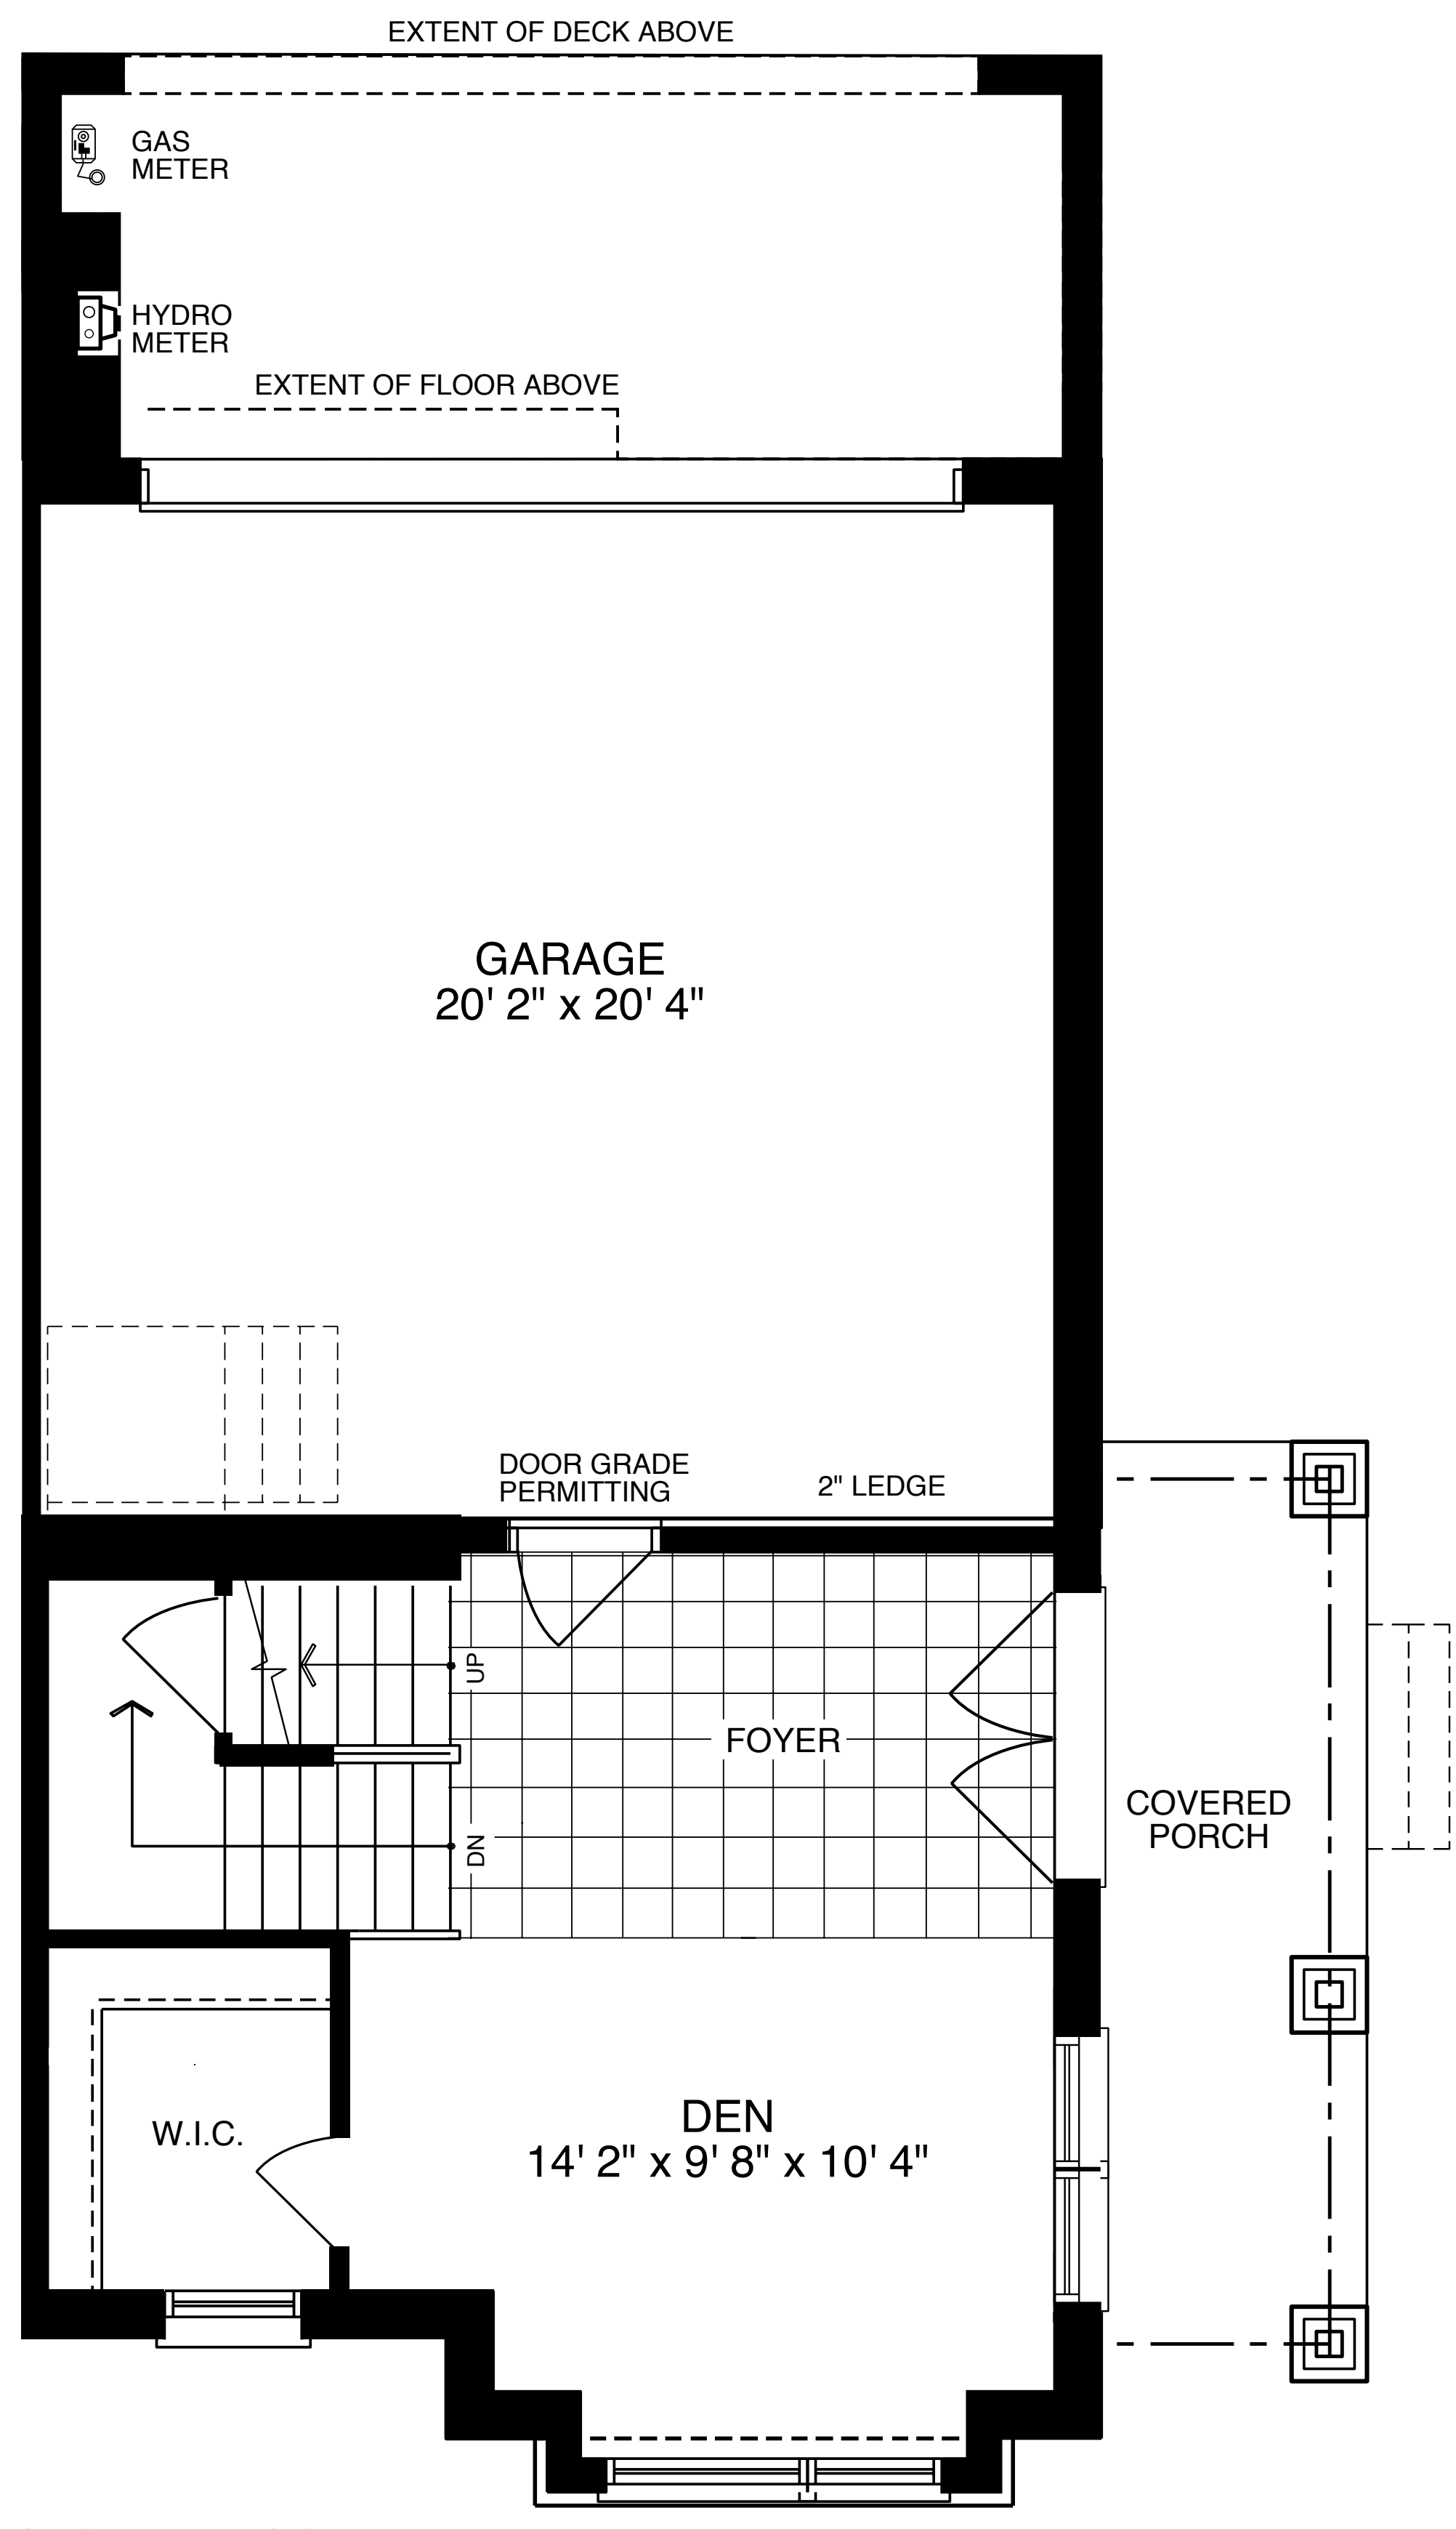 EXTENT OF DECK ABOVE
GAS
METER
HYDRO
METER
EXTENT OF FLOOR ABOVE
GARAGE
20' 2" x 20' 4"
DOOR GRADE
PERMITTING
2" LEDGE
UP
FOYER
DN
COVERED
PORCH
W.I.C.
DEN
14' 2" x 9' 8" x 10' 4"